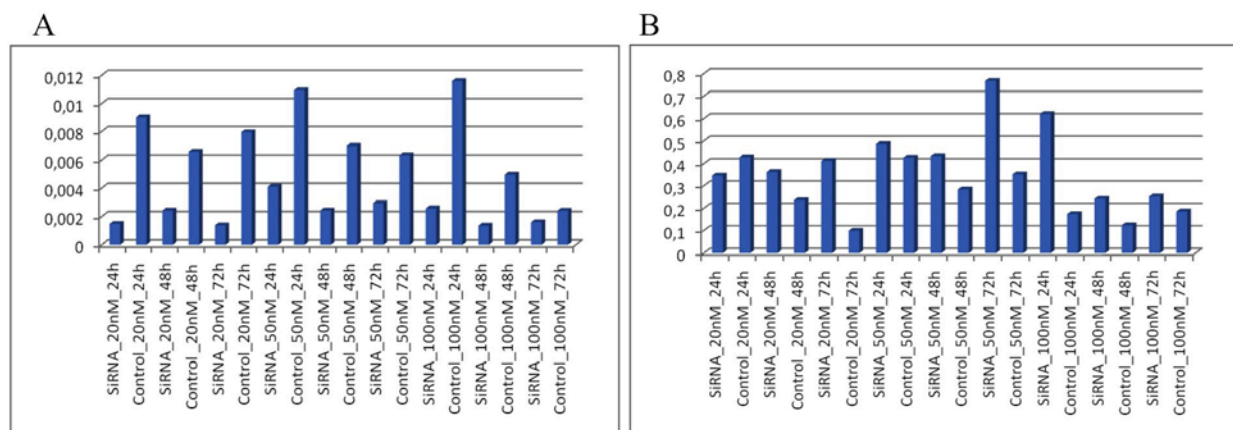 A
0,012
0,01
0,008
0,006
0,004
0,002
0
SiRNA_20nM_24h
Control_20nM_24h
SiRNA_20nM_48h
Control_20nM_48h
SiRNA_20nM_72h
Control_20nM_72h
SiRNA_50nM_24h
Control_50nM_24h
SiRNA_50nM_48h
Control_50nM_48h
SiRNA_50nM_72h
Control_50nM_72h
SiRNA_100nM_24h
Control_100nM_24h
SiRNA_100nM_48h
Control_100nM_48h
SiRNA_100nM_72h
Control_100nM_72h
B
0,8
0,7
0,6
0,5
0,4
0,3
0,2
0,1
0
SiRNA_20nM_24h
Control_20nM_24h
SiRNA_20nM_48h
Control_20nM_48h
SiRNA_20nM_72h
Control_20nM_72h
SiRNA_50nM_24h
Control_50nM_24h
SiRNA_50nM_48h
Control_50nM_48h
SiRNA_50nM_72h
Control_50nM_72h
SiRNA_100nM_24h
Control_100nM_24h
SiRNA_100nM_48h
Control_100nM_48h
SiRNA_100nM_72h
Control_100nM_72h